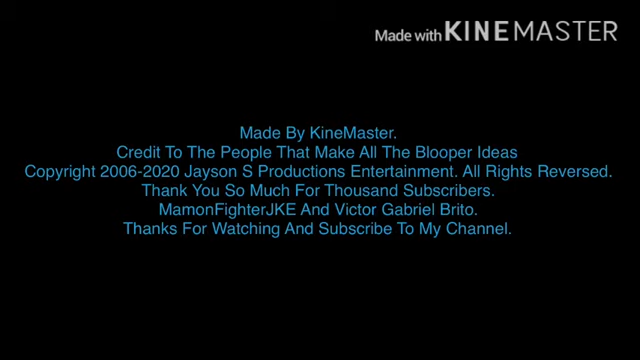 Made with KINEMASTER
Made By KineMaster.
Credit To The People That Make All The Blooper Ideas
Copyright 2006-2020 Jayson S Productions Entertainment. All Rights Reversed.
Thank You So Much For Thousand Subscribers.
MamonFighterJKE And Victor Gabriel Brito.
Thanks For Watching And Subscribe To My Channel.